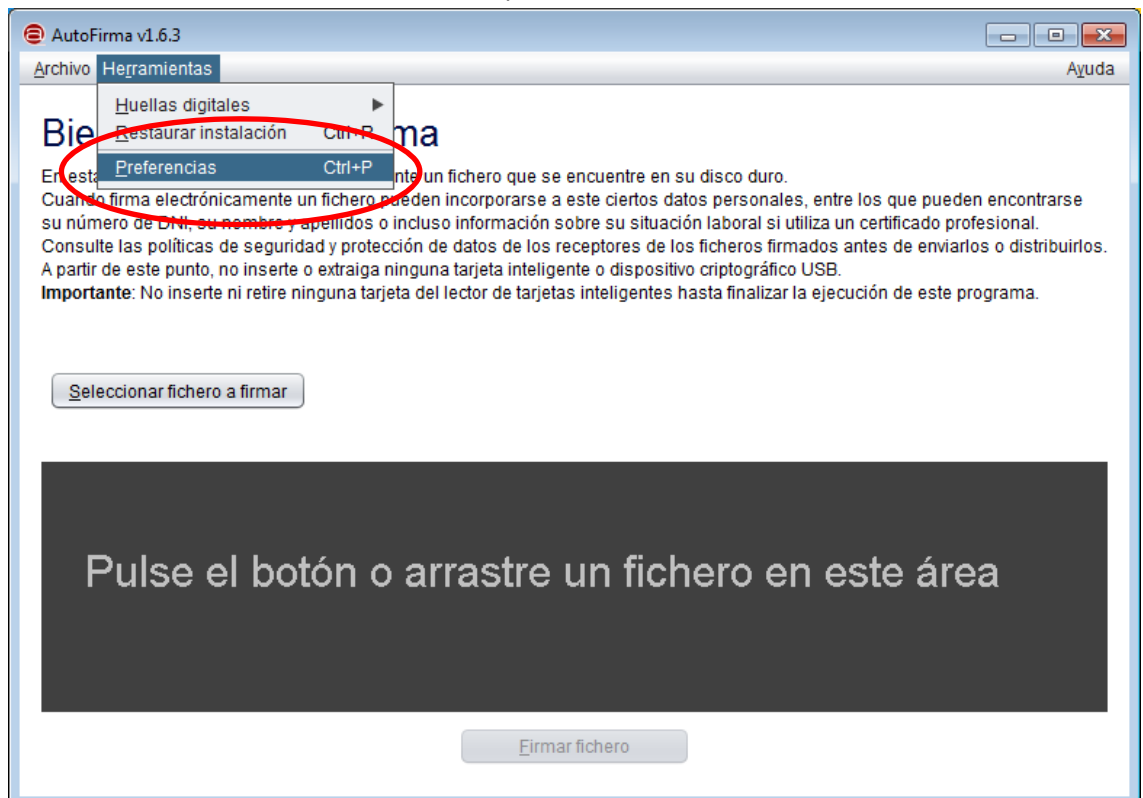 AutoFirma v1.6.3
Archivo Herramientas Ayuda
Huellas digitales
Restaurar instalación Ctrl+R
Preferencias Ctrl+P
Bie ma
En esta nte un fichero que se encuentre en su disco duro.
Cuando firma electrónicamente un fichero pueden incorporarse a este ciertos datos personales, entre los que pueden encontrarse
su número de DNI, su nombre y apellidos o incluso información sobre su situación laboral si utiliza un certificado profesional.
Consulte las políticas de seguridad y protección de datos de los receptores de los ficheros firmados antes de enviarlos o distribuirlos.
A partir de este punto, no inserte o extraiga ninguna tarjeta inteligente o dispositivo criptográfico USB.
Importante: No inserte ni retire ninguna tarjeta del lector de tarjetas inteligentes hasta finalizar la ejecución de este programa.
Seleccionar fichero a firmar
Pulse el botón o arrastre un fichero en este área
Firmar fichero